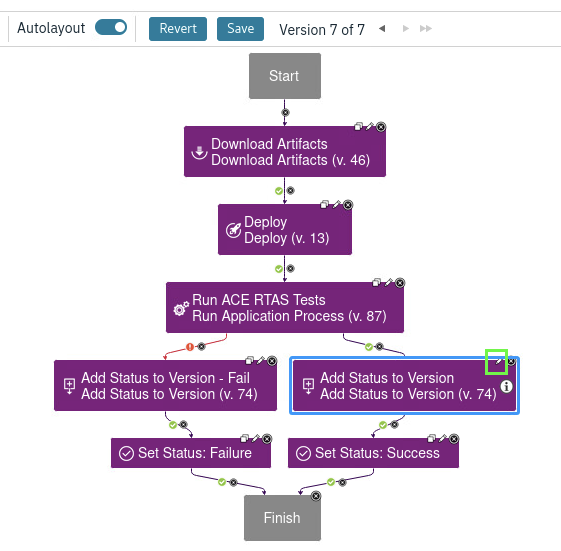 Autolayout Revert Save Version 7 of 7
Start
Download Artifacts
Download Artifacts (v. 46)
Deploy
Deploy (v. 13)
Run ACE RTAS Tests
Run Application Process (v. 87)
Add Status to Version - Fail
Add Status to Version (v. 74)
Add Status to Version
Add Status to Version (v. 74)
Set Status: Failure
Set Status: Success
Finish